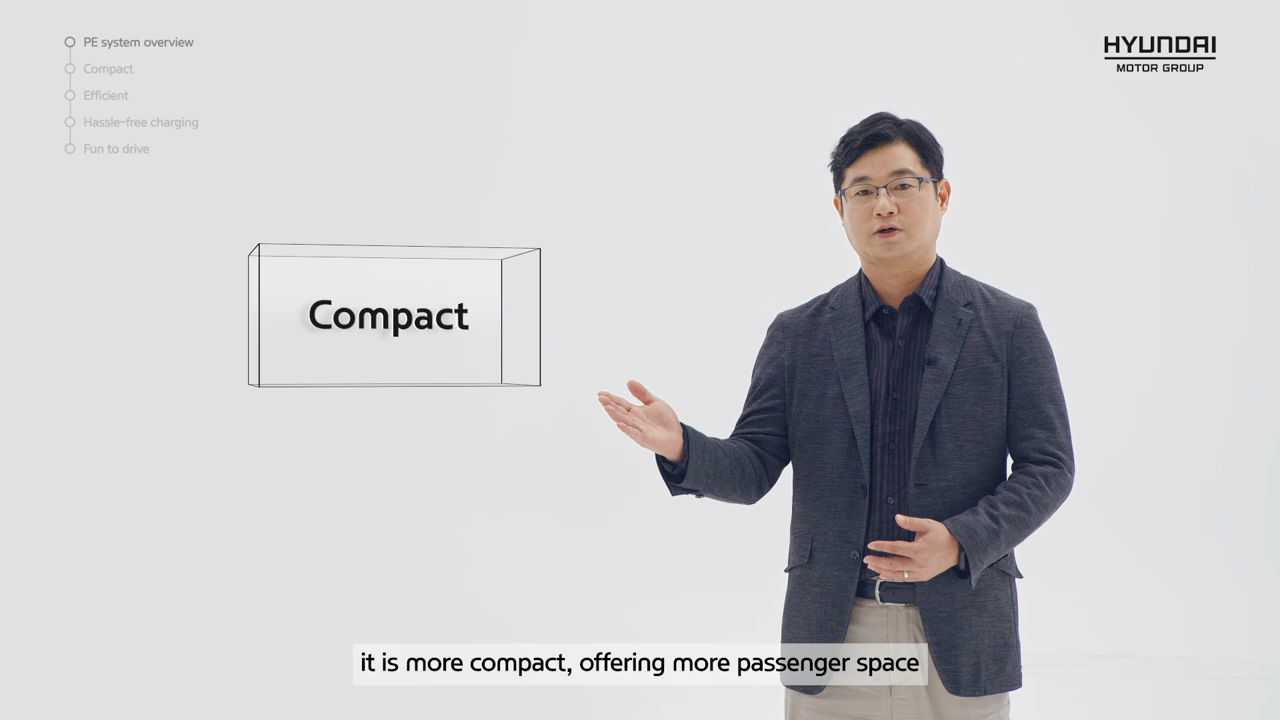 PE system overview
Compact
Efficient
Hassle-free charging
Fun to drive
HYUNDAI
MOTOR GROUP
Compact
it is more compact, offering more passenger space